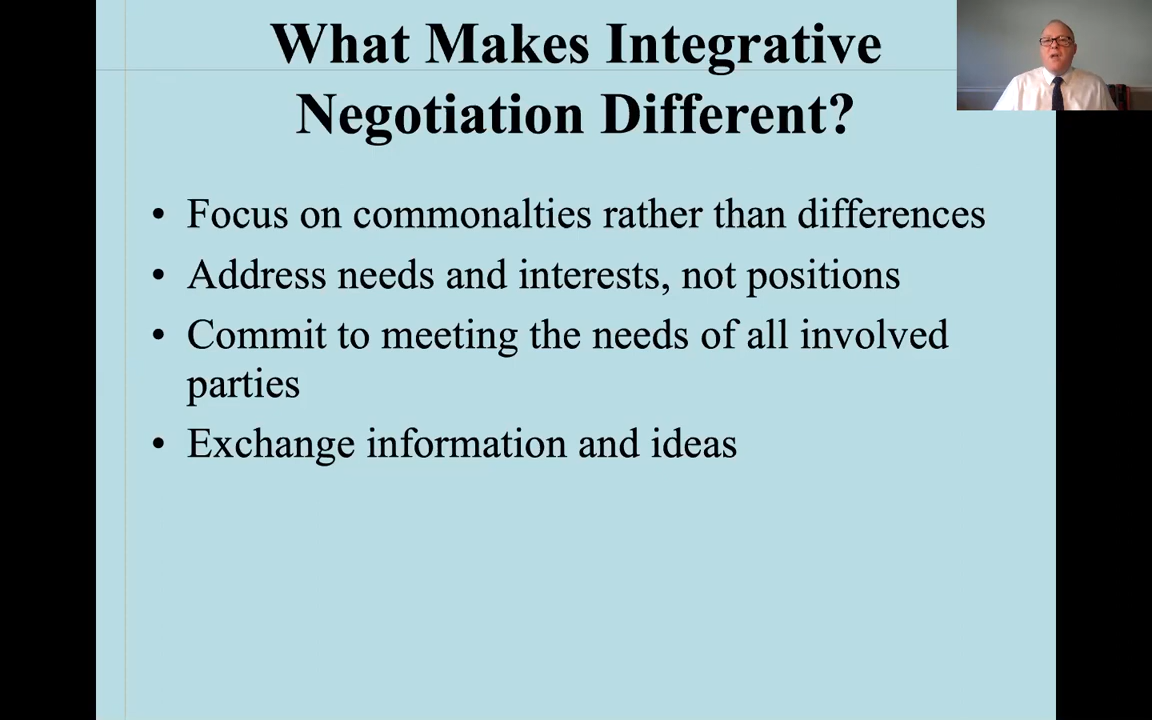 What Makes Integrative
Negotiation Different?
• Focus on commonalties rather than differences
• Address needs and interests, not positions
• Commit to meeting the needs of all involved
parties
• Exchange information and ideas